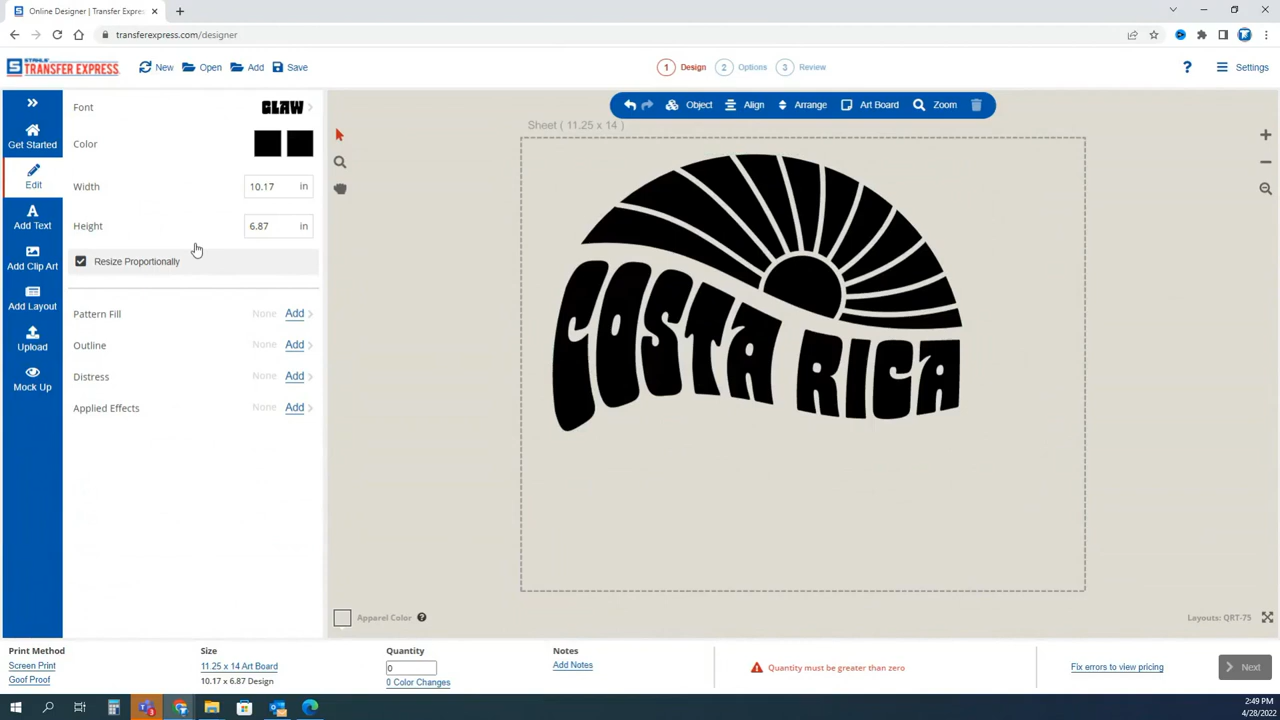 Online Designer
transferexpress.com/designer
STAHLS'
TRANSFER EXPRESS
New
Open
Add
Save
1 Design
2 Options
3 Review
?
Settings
Object
Align
Arrange
Art Board
Zoom
Get Started
Edit
Add Text
Add Clip Art
Add Layout
Upload
Mock Up
Font
CLAW
Color
Width
10.17 in
Height
6.87 in
Resize Proportionally
Pattern Fill None Add
Outline None Add
Distress None Add
Applied Effects None Add
Sheet ( 11.25 x 14 )
COSTA RICA
Apparel Color ?
Layouts: QRT-75
Print Method
Screen Print
Goof Proof
Size
11.25 x 14 Art Board
10.17 x 6.87 Design
Quantity
0
0 Color Changes
Notes
Add Notes
Quantity must be greater than zero
Fix errors to view pricing
Next
2:49 PM
4/28/2022